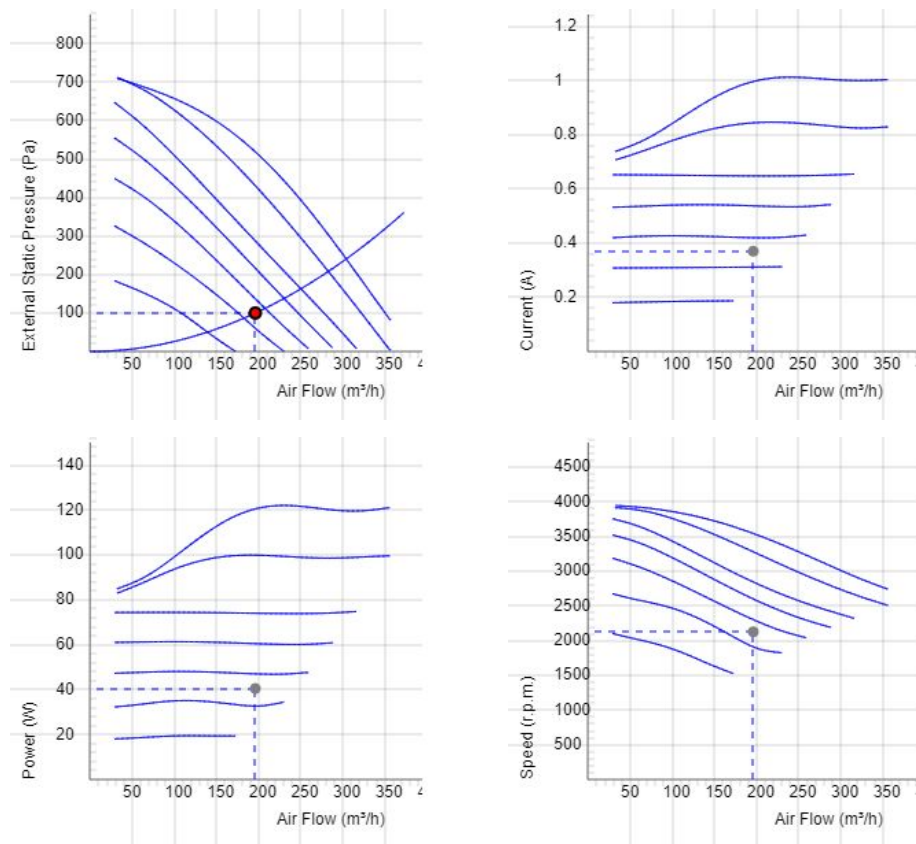 800
700
600
500
400
300
200
100
External Static Pressure (Pa)
50 100 150 200 250 300 350 4
Air Flow (m³/h)
1.2
1
0.8
0.6
0.4
0.2
Current (A)
50 100 150 200 250 300 350
Air Flow (m³/h)
140
120
100
80
60
40
20
Power (W)
50 100 150 200 250 300 350 4
Air Flow (m³/h)
4500
4000
3500
3000
2500
2000
1500
1000
500
Speed (r.p.m.)
50 100 150 200 250 300 350
Air Flow (m³/h)